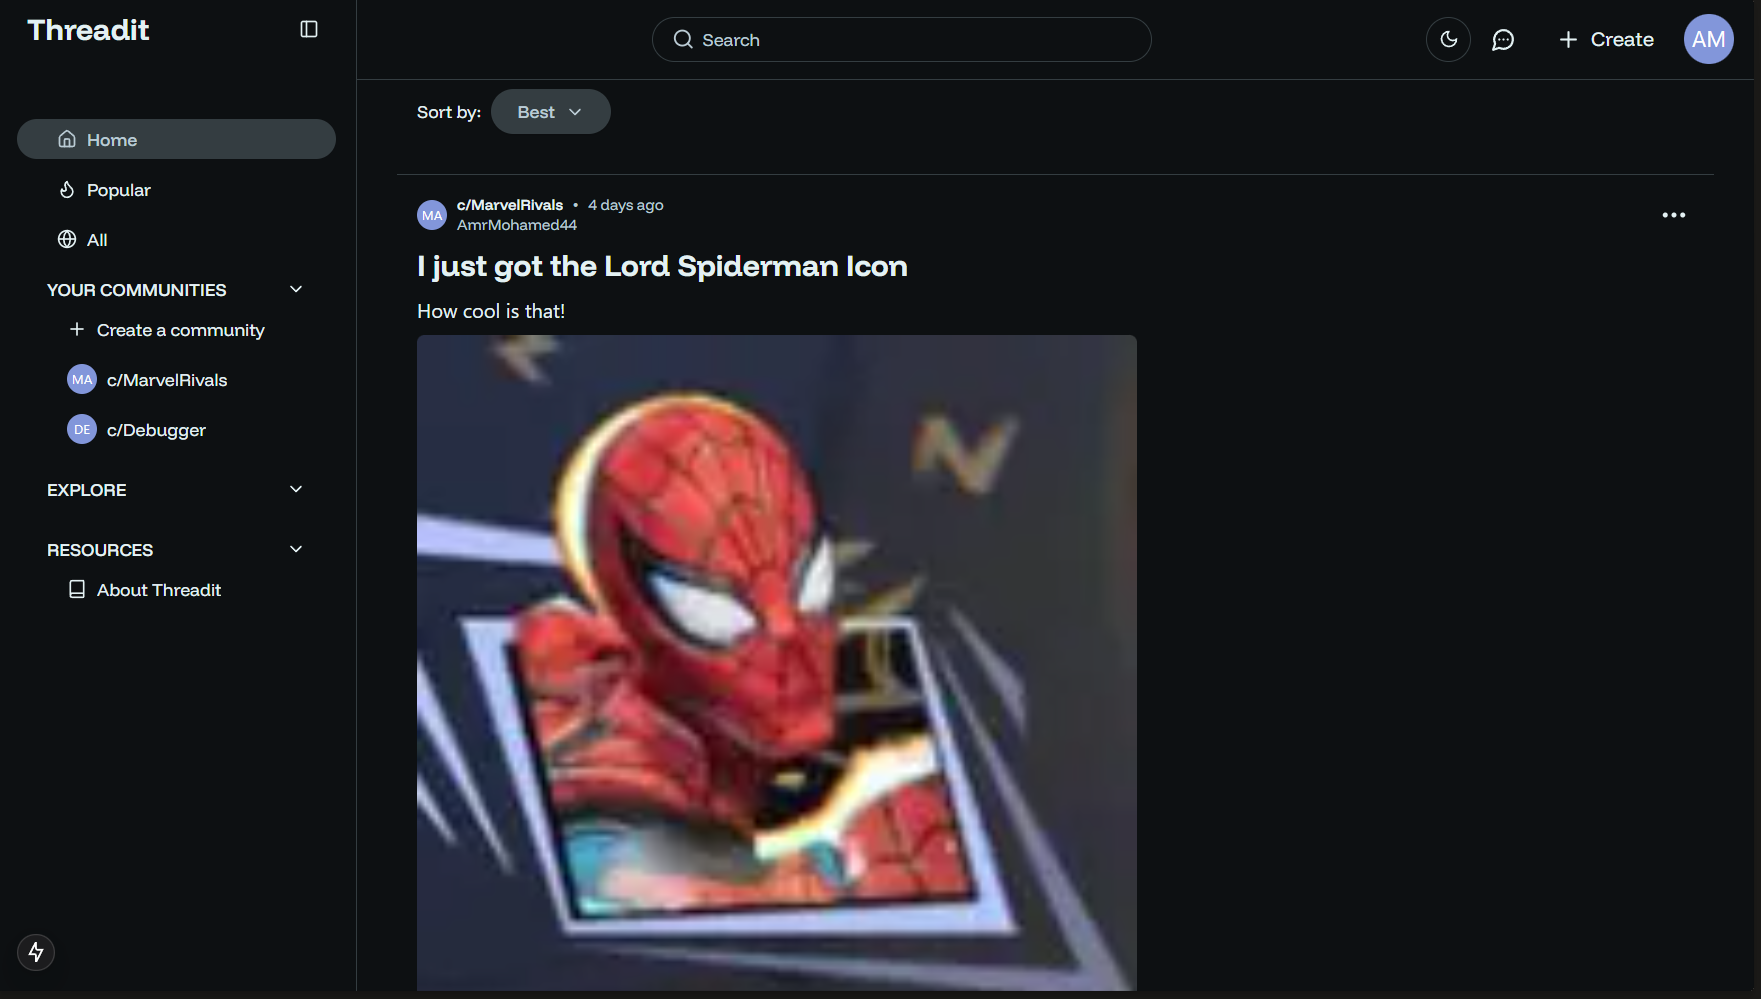 Threadit
Search
Create
AM
Home
Popular
All
YOUR COMMUNITIES
Create a community
MA c/MarvelRivals
DE c/Debugger
EXPLORE
RESOURCES
About Threadit
Sort by: Best
MA c/MarvelRivals • 4 days ago
AmrMohamed44
I just got the Lord Spiderman Icon
How cool is that!